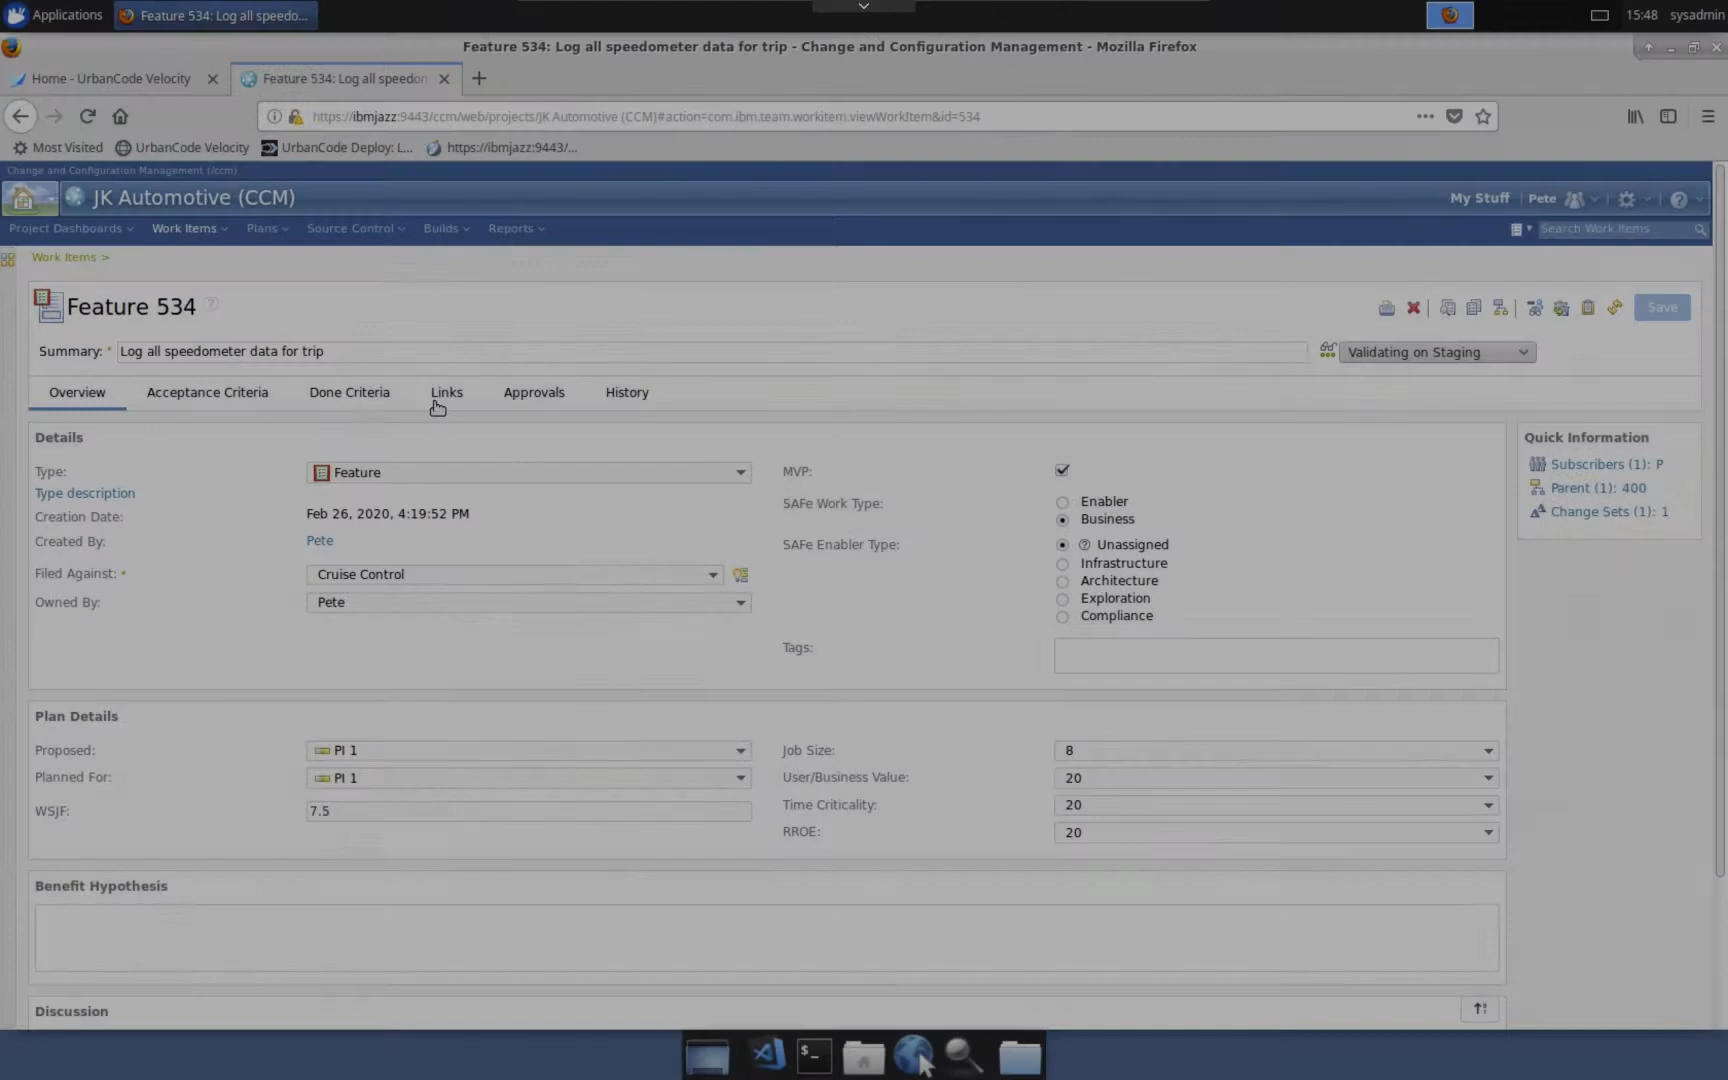 Applications
Feature 534: Log all speedo...
15:48 sysadmin
Feature 534: Log all speedometer data for trip - Change and Configuration Management - Mozilla Firefox
Home - UrbanCode Velocity
Feature 534: Log all speedon
https://ibmjazz:9443/ccm/web/projects/JK Automotive (CCM)#action=com.ibm.team.workitem.viewWorkItem&id=534
Most Visited
UrbanCode Velocity
UrbanCode Deploy: L...
https://ibmjazz:9443/...
Change and Configuration Management (/ccm)
JK Automotive (CCM)
My Stuff
Pete
Project Dashboards
Work Items
Plans
Source Control
Builds
Reports
Search Work Items
Work Items >
Feature 534
Save
Summary: * Log all speedometer data for trip
Validating on Staging
Overview
Acceptance Criteria
Done Criteria
Links
Approvals
History
Details
Type: Feature
Type description
Creation Date: Feb 26, 2020, 4:19:52 PM
Created By: Pete
Filed Against: * Cruise Control
Owned By: Pete
MVP:
SAFe Work Type:
Enabler
Business
SAFe Enabler Type:
Unassigned
Infrastructure
Architecture
Exploration
Compliance
Tags:
Quick Information
Subscribers (1): P
Parent (1): 400
Change Sets (1): 1
Plan Details
Proposed: PI 1
Planned For: PI 1
WSJF: 7.5
Job Size: 8
User/Business Value: 20
Time Criticality: 20
RROE: 20
Benefit Hypothesis
Discussion
$_